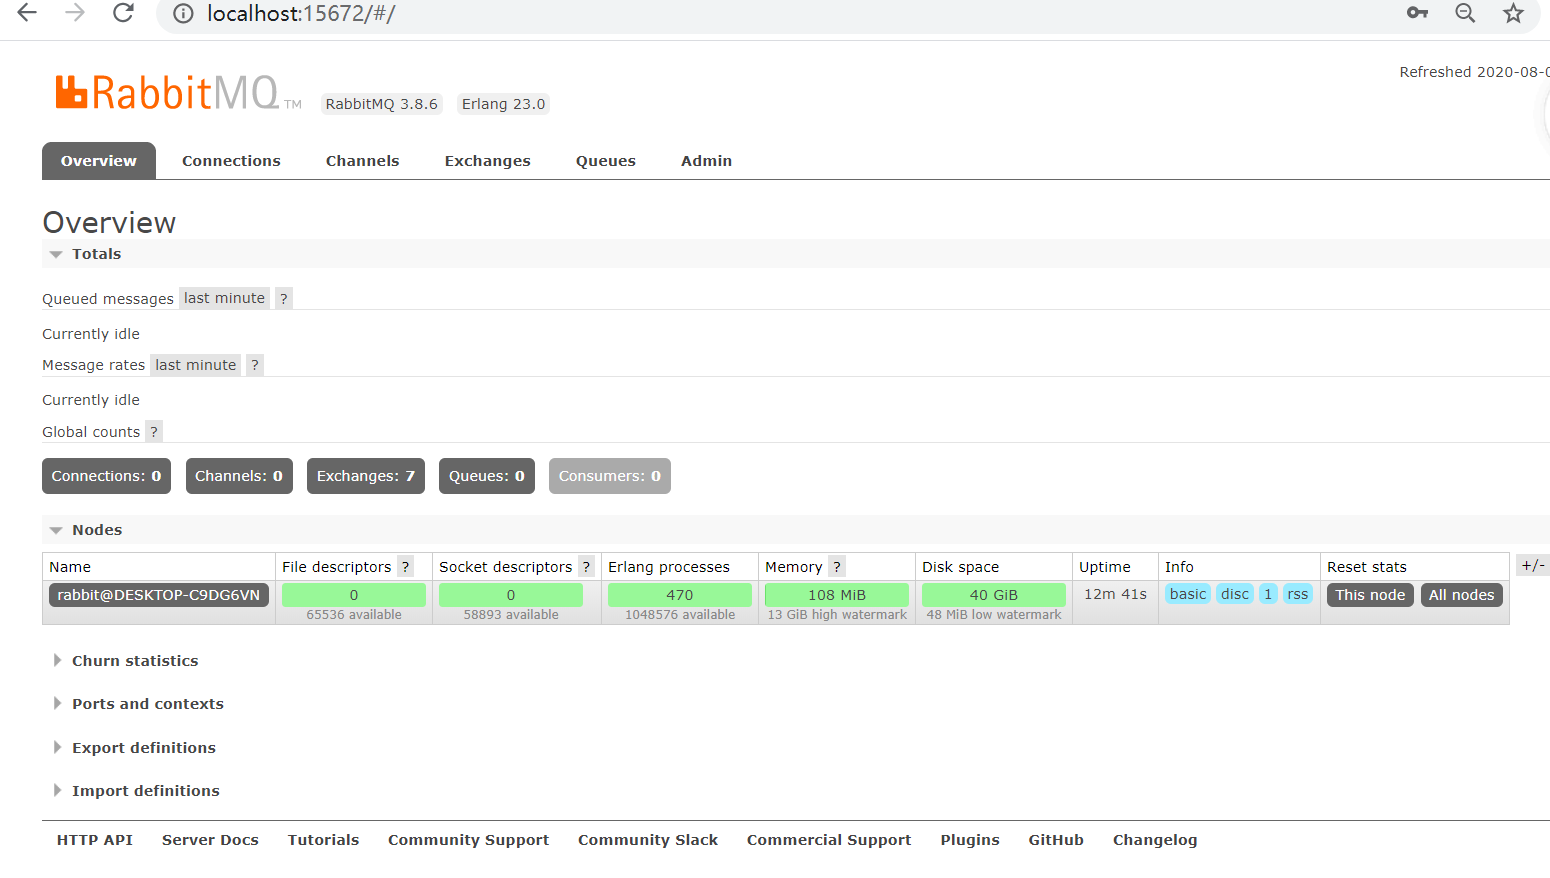 localhost:15672/#/
Refreshed 2020-08-0
RabbitMQ TM RabbitMQ 3.8.6 Erlang 23.0
Overview Connections Channels Exchanges Queues Admin
Overview
Totals
Queued messages last minute ?
Currently idle
Message rates last minute ?
Currently idle
Global counts ?
Connections: 0 Channels: 0 Exchanges: 7 Queues: 0 Consumers: 0
Nodes
Name File descriptors ? Socket descriptors ? Erlang processes Memory ? Disk space Uptime Info Reset stats +/-
rabbit@DESKTOP-C9DG6VN 0 0 470 108 MiB 40 GiB 12m 41s basic disc 1 rss This node All nodes
65536 available 58893 available 1048576 available 13 GiB high watermark 48 MiB low watermark
Churn statistics
Ports and contexts
Export definitions
Import definitions
HTTP API Server Docs Tutorials Community Support Community Slack Commercial Support Plugins GitHub Changelog